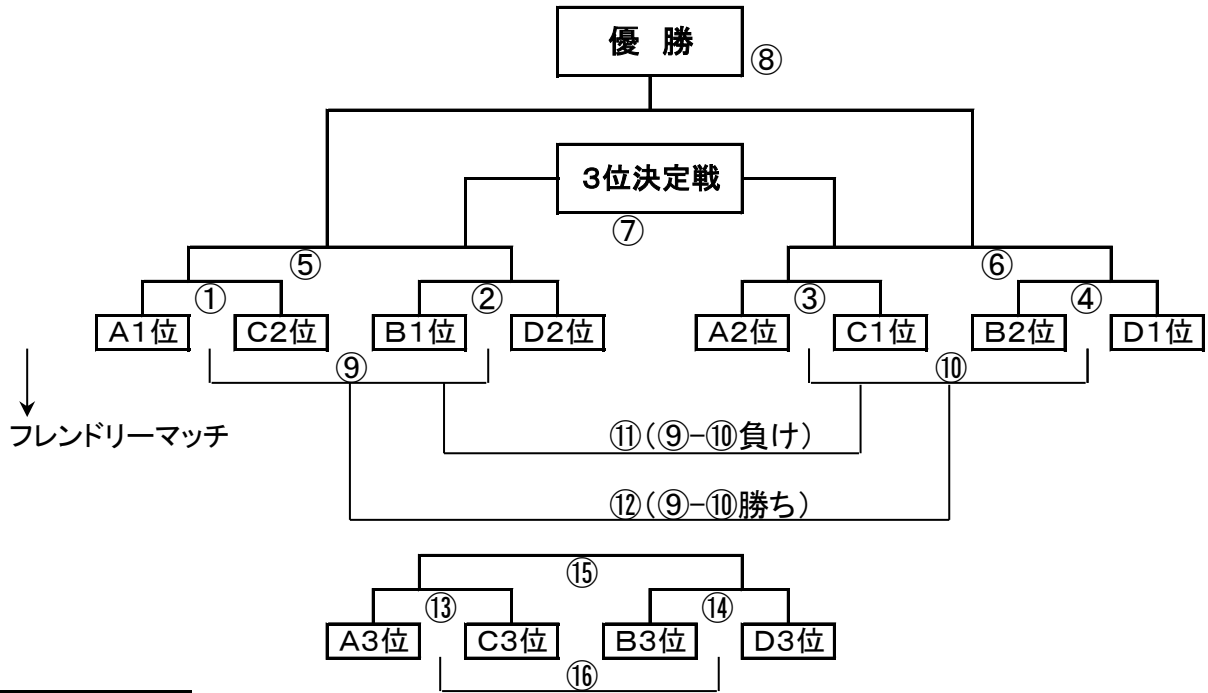 優 勝
⑧
3位決定戦
⑦
⑤ ⑥
① ② ③ ④
A1位 C2位 B1位 D2位 A2位 C1位 B2位 D1位
⑨ ⑩
フレンドリーマッチ
⑪(⑨-⑩負け)
⑫(⑨-⑩勝ち)
⑮
⑬ ⑭
A3位 C3位 B3位 D3位
⑯